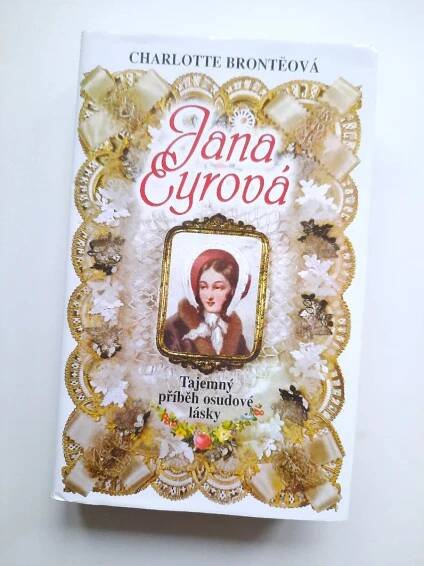 CHARLOTTE BRONTËOVÁ
Jana
Eyrová
Tajemný
příběh osudové
lásky